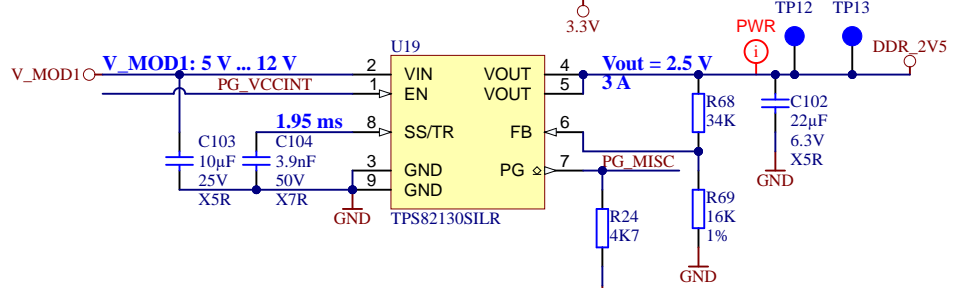 3.3V
TP12
TP13
PWR
i
DDR_2V5
U19
V_MOD1
V_MOD1: 5 V ... 12 V
2
VIN
VOUT
4
Vout = 2.5 V
PG_VCCINT
1
EN
VOUT
5
3 A
R68
34K
C102
22µF
6.3V
X5R
GND
1.95 ms
8
SS/TR
FB
6
C103
10µF
25V
X5R
C104
3.9nF
50V
X7R
3
GND
PG
7
PG_MISC
9
GND
GND
TPS82130SILR
R24
4K7
R69
16K
1%
GND